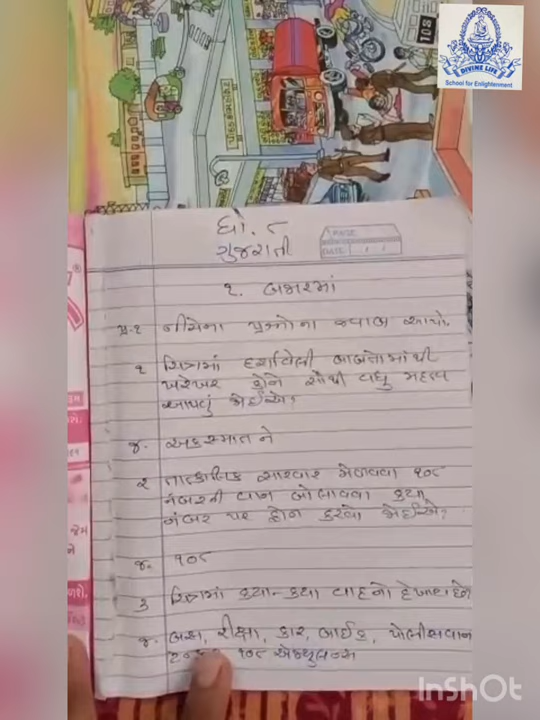 DIVINE LIFE
School for Enlightenment
108
ધો. ૮
ગુજરાતી
PAGE
DATE
૧. બજારમાં
પ્ર-૧ નીચેના પ્રશ્નોના જવાબ આપો.
૧ ચિત્રમાં દર્શાવેલી બાબતોમાંથી
ખરેખર કોને સૌથી વધુ મહત્વ
આપવું જોઈએ?
જ. અકસ્માતને
૨ તાત્કાલિક સારવાર મેળવવા ૧૦૮
નંબરની વાન બોલાવવા કયા
નંબર પર ફોન કરવો જોઈએ?
જ. ૧૦૮
૩ ચિત્રમાં કયા-કયા વાહનો દેખાય છે?
જ. બસ, રીક્ષા, કાર, બાઈક, પોલીસવાન
૧૦૮ એમ્બ્યુલન્સ
InShOt